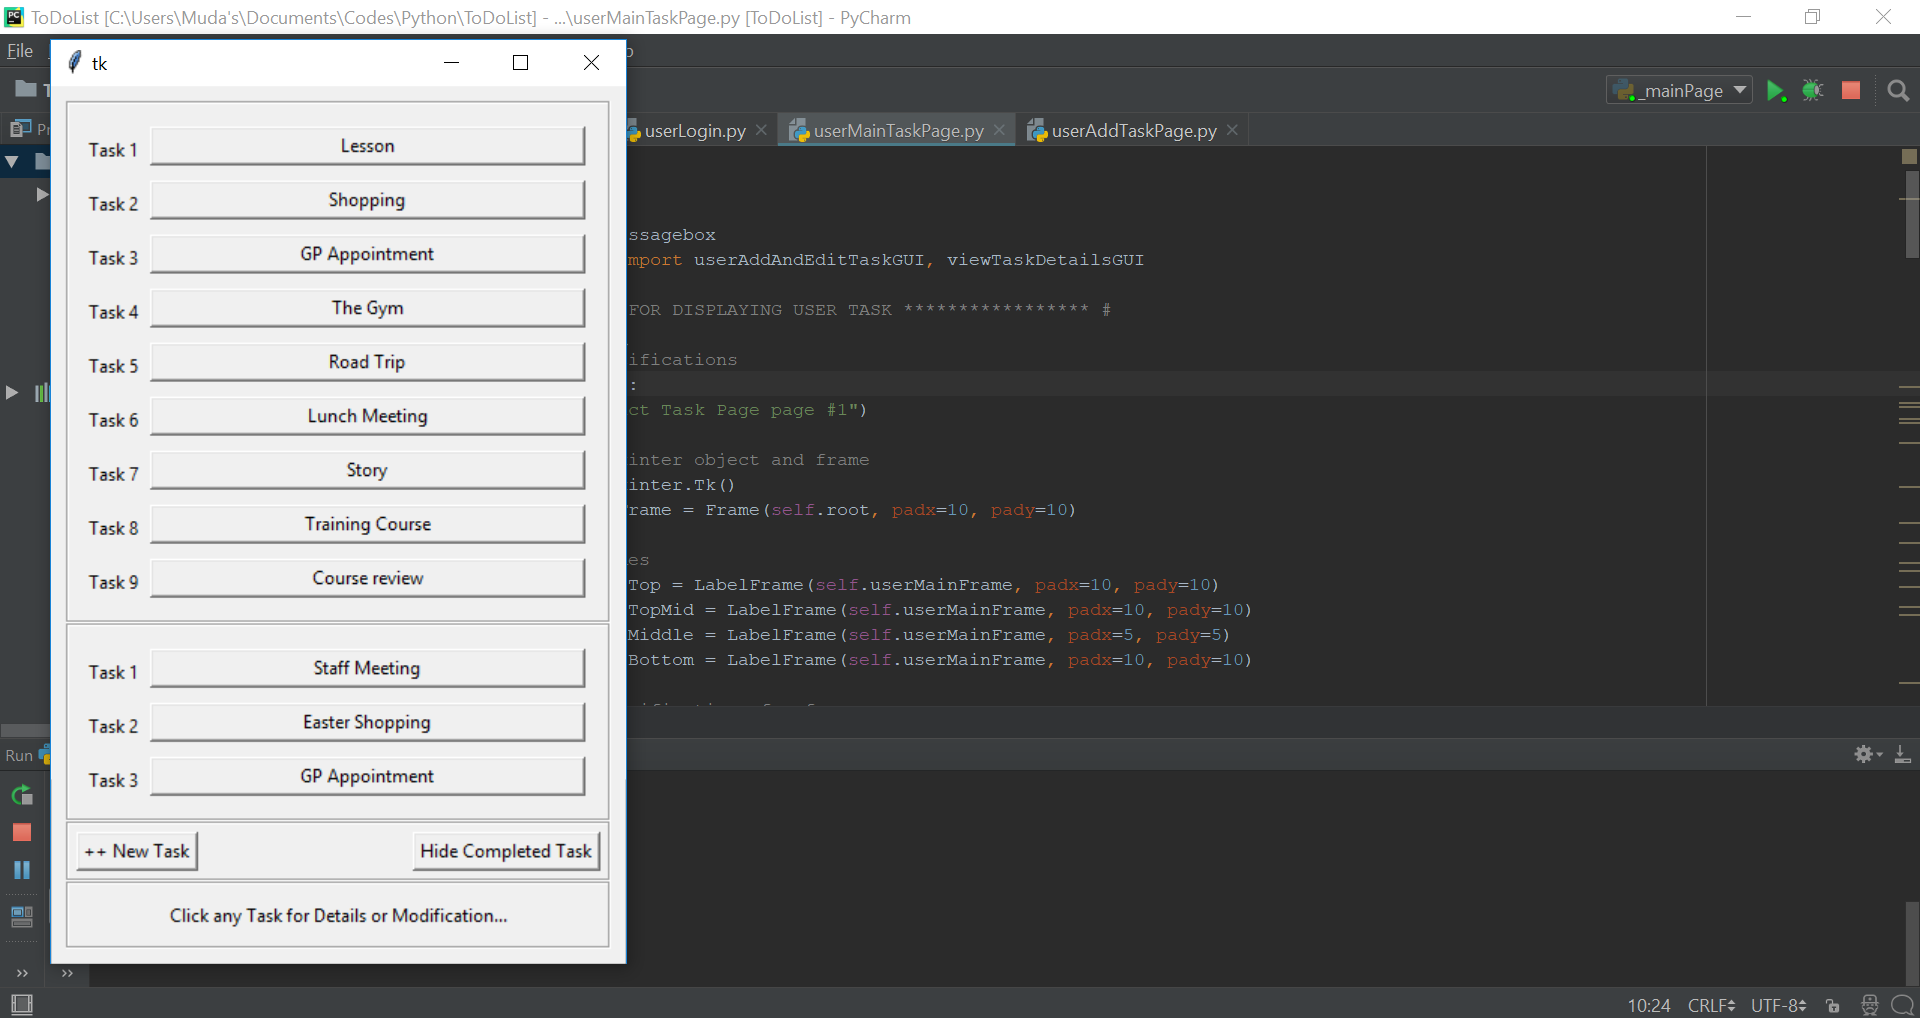 ToDoList [C:\Users\Muda's\Documents\Codes\Python\ToDoList] - ...\userMainTaskPage.py [ToDoList] - PyCharm
File
tk
_mainPage
userLogin.py
userMainTaskPage.py
userAddTaskPage.py
Task 1 Lesson
Task 2 Shopping
Task 3 GP Appointment
Task 4 The Gym
Task 5 Road Trip
Task 6 Lunch Meeting
Task 7 Story
Task 8 Training Course
Task 9 Course review
Task 1 Staff Meeting
Task 2 Easter Shopping
Task 3 GP Appointment
++ New Task
Hide Completed Task
Click any Task for Details or Modification...
ssagebox
mport userAddAndEditTaskGUI, viewTaskDetailsGUI
FOR DISPLAYING USER TASK ***************** #
ifications
:
ct Task Page page #1")
inter object and frame
inter.Tk()
rame = Frame(self.root, padx=10, pady=10)
es
Top = LabelFrame(self.userMainFrame, padx=10, pady=10)
TopMid = LabelFrame(self.userMainFrame, padx=10, pady=10)
Middle = LabelFrame(self.userMainFrame, padx=5, pady=5)
Bottom = LabelFrame(self.userMainFrame, padx=10, pady=10)
Run
10:24 CRLF UTF-8